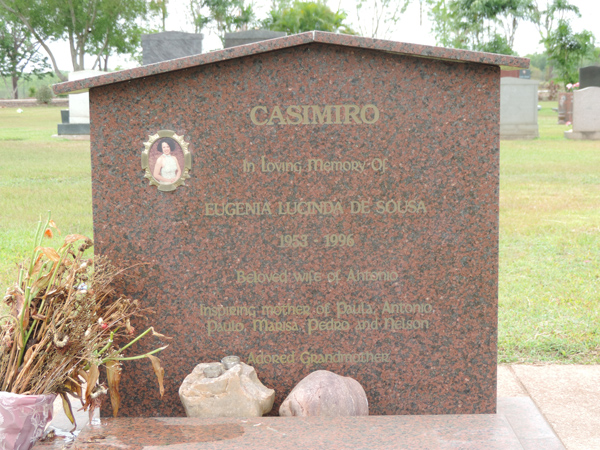 CASIMIRO
In Loving Memory Of
EUGENIA LUCINDA DE SOUSA
1953 - 1996
Beloved wife of Antonio
Inspiring mother of Paula, Antonio,
Paulo, Marisa, Pedro and Nelson
Adored Grandmother